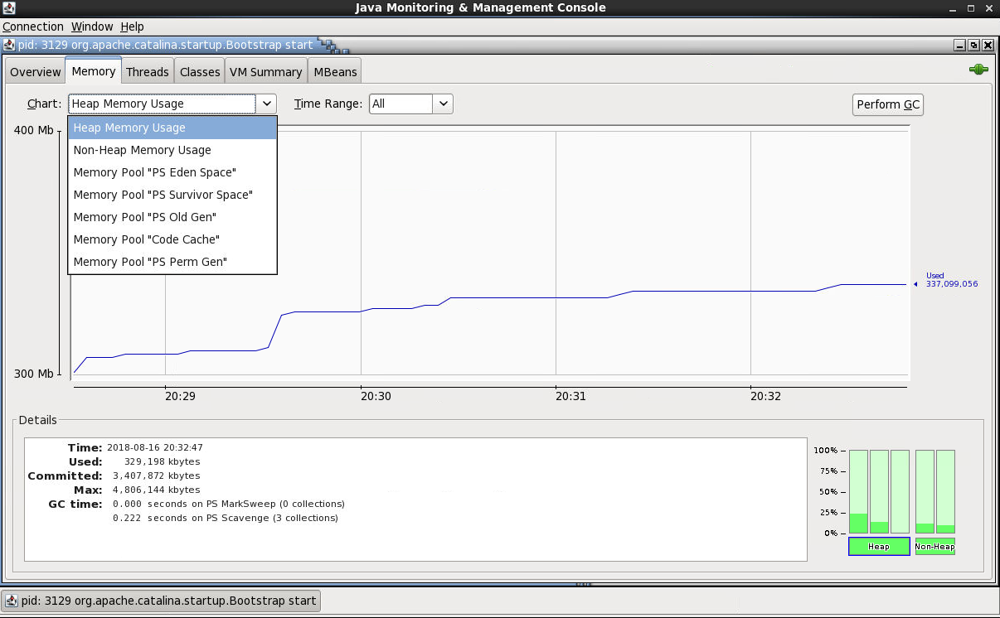 Java Monitoring & Management Console
Connection Window Help
pid: 3129 org.apache.catalina.startup.Bootstrap start
Overview Memory Threads Classes VM Summary MBeans
Chart: Heap Memory Usage Time Range: All Perform GC
Heap Memory Usage
Non-Heap Memory Usage
Memory Pool "PS Eden Space"
Memory Pool "PS Survivor Space"
Memory Pool "PS Old Gen"
Memory Pool "Code Cache"
Memory Pool "PS Perm Gen"
400 Mb
300 Mb
Used
337,099,056
20:29 20:30 20:31 20:32
Details
Time: 2018-08-16 20:32:47
Used: 329,198 kbytes
Committed: 3,407,872 kbytes
Max: 4,806,144 kbytes
GC time: 0.000 seconds on PS MarkSweep (0 collections)
0.222 seconds on PS Scavenge (3 collections)
100%
75%
50%
25%
0%
Heap Non-Heap
pid: 3129 org.apache.catalina.startup.Bootstrap start